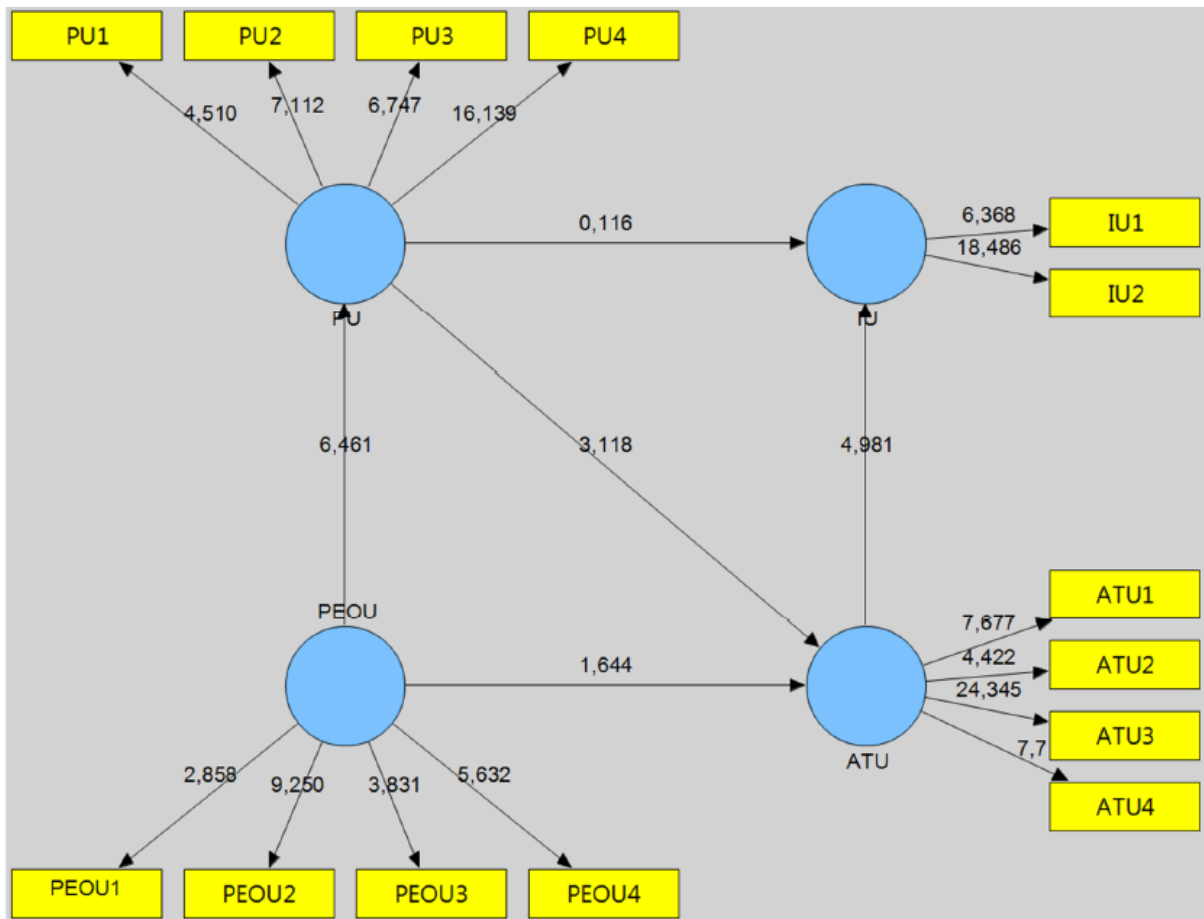 PU1 PU2 PU3 PU4
4,510 7,112 6,747 16,139
0,116
6,368
IU1
18,486
IU2
PU
IU
6,461
3,118
4,981
PEOU
1,644
ATU
7,677
ATU1
4,422
ATU2
24,345
ATU3
7,7
ATU4
2,858 9,250 3,831 5,632
PEOU1 PEOU2 PEOU3 PEOU4